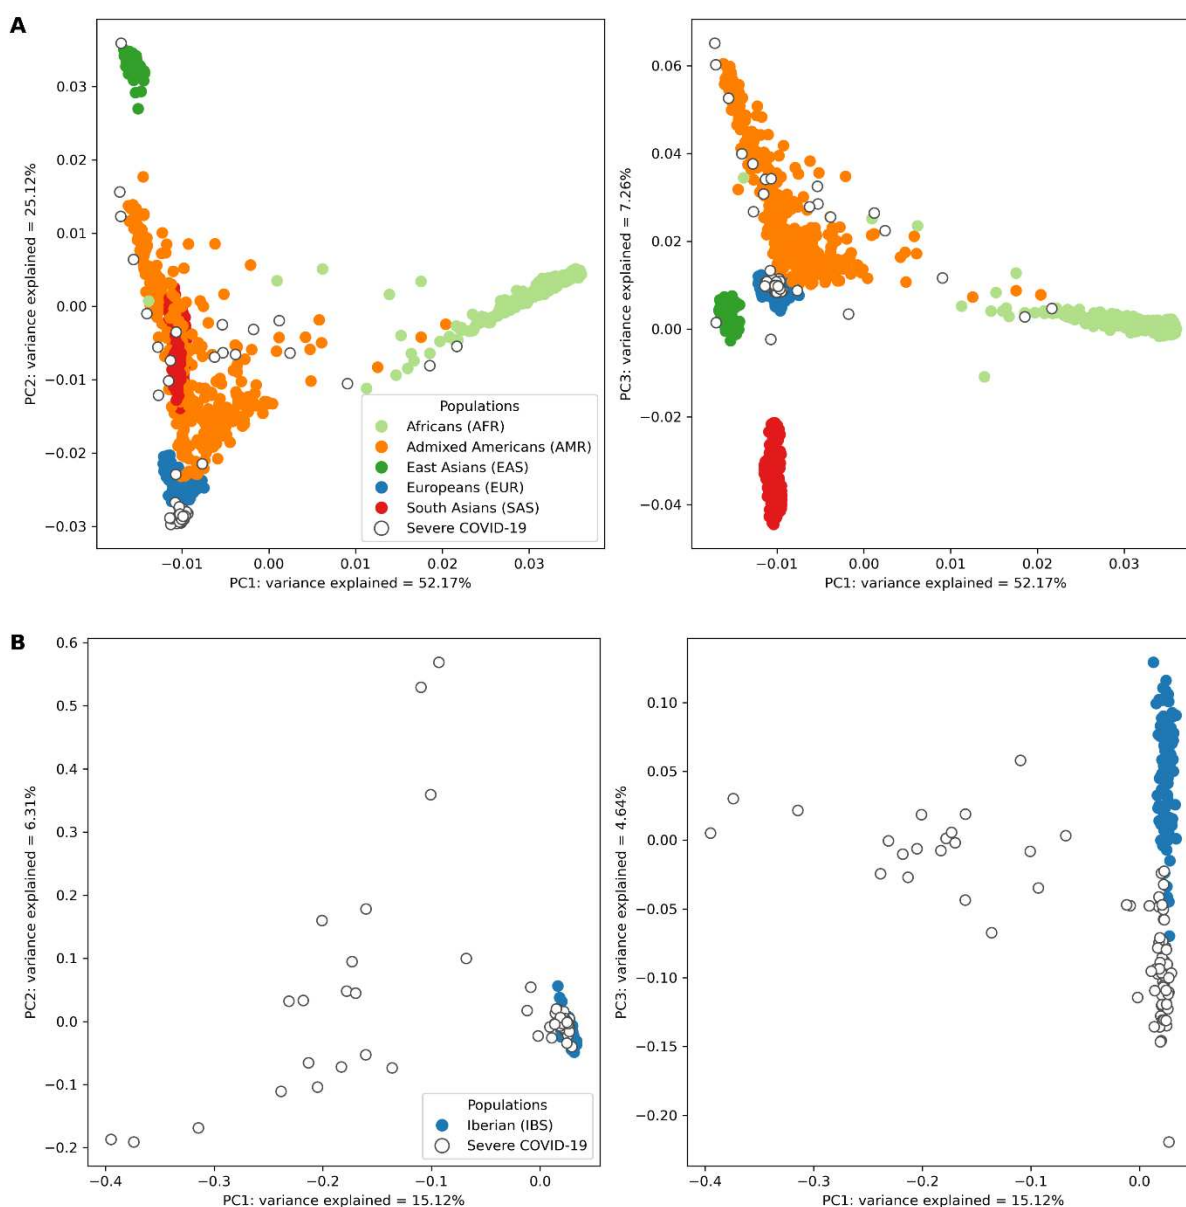 A
0.03
0.02
0.01
0.00
−0.01
−0.02
−0.03
PC2: variance explained = 25.12%
−0.01
0.00
0.01
0.02
0.03
PC1: variance explained = 52.17%
Populations
Africans (AFR)
Admixed Americans (AMR)
East Asians (EAS)
Europeans (EUR)
South Asians (SAS)
Severe COVID-19
0.06
0.04
0.02
0.00
−0.02
−0.04
PC3: variance explained = 7.26%
−0.01
0.00
0.01
0.02
0.03
PC1: variance explained = 52.17%
B
0.6
0.5
0.4
0.3
0.2
0.1
0.0
−0.1
−0.2
PC2: variance explained = 6.31%
−0.4
−0.3
−0.2
−0.1
0.0
PC1: variance explained = 15.12%
Populations
Iberian (IBS)
Severe COVID-19
0.10
0.05
0.00
−0.05
−0.10
−0.15
−0.20
PC3: variance explained = 4.64%
−0.4
−0.3
−0.2
−0.1
0.0
PC1: variance explained = 15.12%